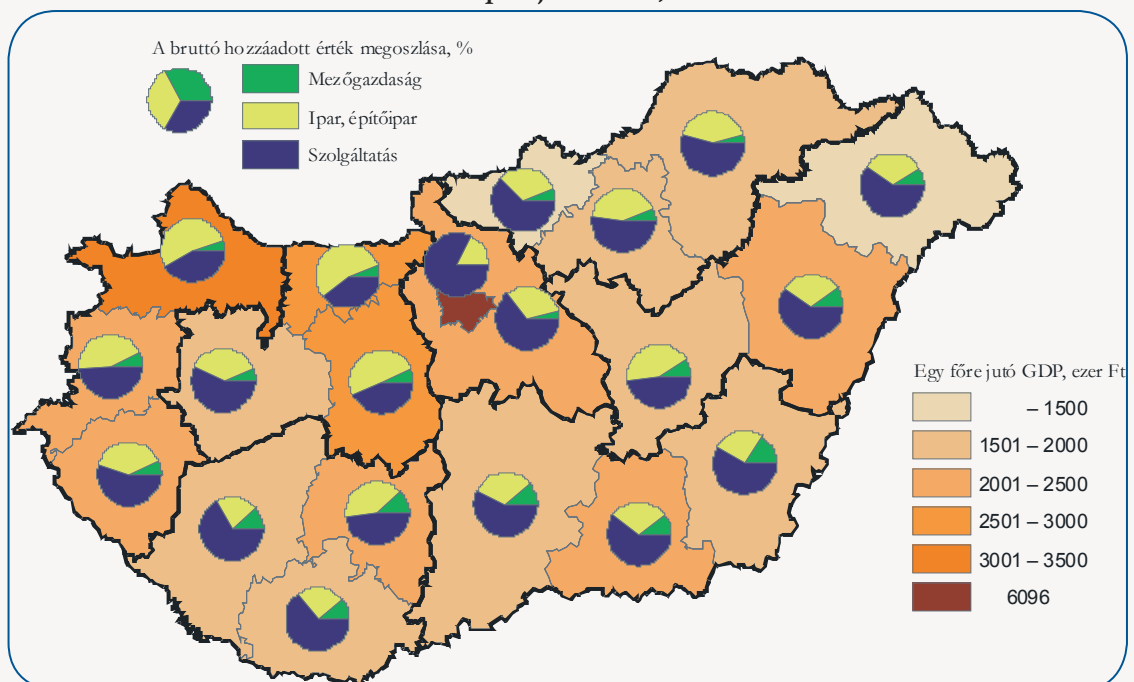 A bruttó hozzáadott érték megoszlása, %
Mezőgazdaság
Ipar, építőipar
Szolgáltatás
Egy főre jutó GDP, ezer Ft
– 1500
1501 – 2000
2001 – 2500
2501 – 3000
3001 – 3500
6096